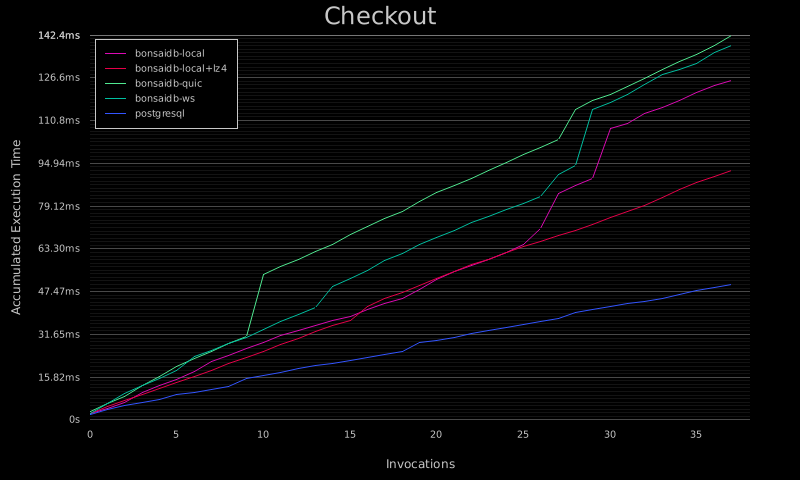 Checkout
142.4ms
126.6ms
110.8ms
94.94ms
79.12ms
63.30ms
47.47ms
31.65ms
15.82ms
0s
Accumulated Execution Time
bonsaidb-local
bonsaidb-local+lz4
bonsaidb-quic
bonsaidb-ws
postgresql
0 5 10 15 20 25 30 35
Invocations